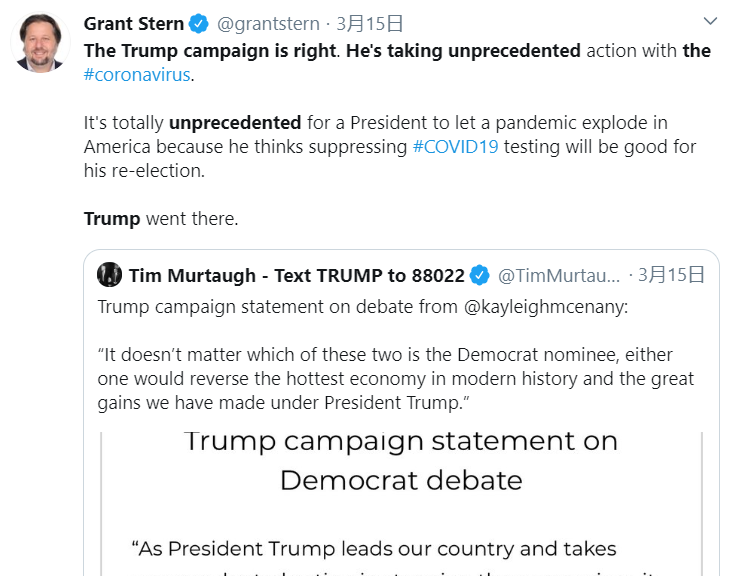 Grant Stern @grantstern · 3月15日
The Trump campaign is right. He's taking unprecedented action with the
#coronavirus.
It's totally unprecedented for a President to let a pandemic explode in
America because he thinks suppressing #COVID19 testing will be good for
his re-election.
Trump went there.
Tim Murtaugh - Text TRUMP to 88022 @TimMurtau... · 3月15日
Trump campaign statement on debate from @kayleighmcenany:
“It doesn’t matter which of these two is the Democrat nominee, either
one would reverse the hottest economy in modern history and the great
gains we have made under President Trump.”
Trump campaign statement on
Democrat debate
“As President Trump leads our country and takes